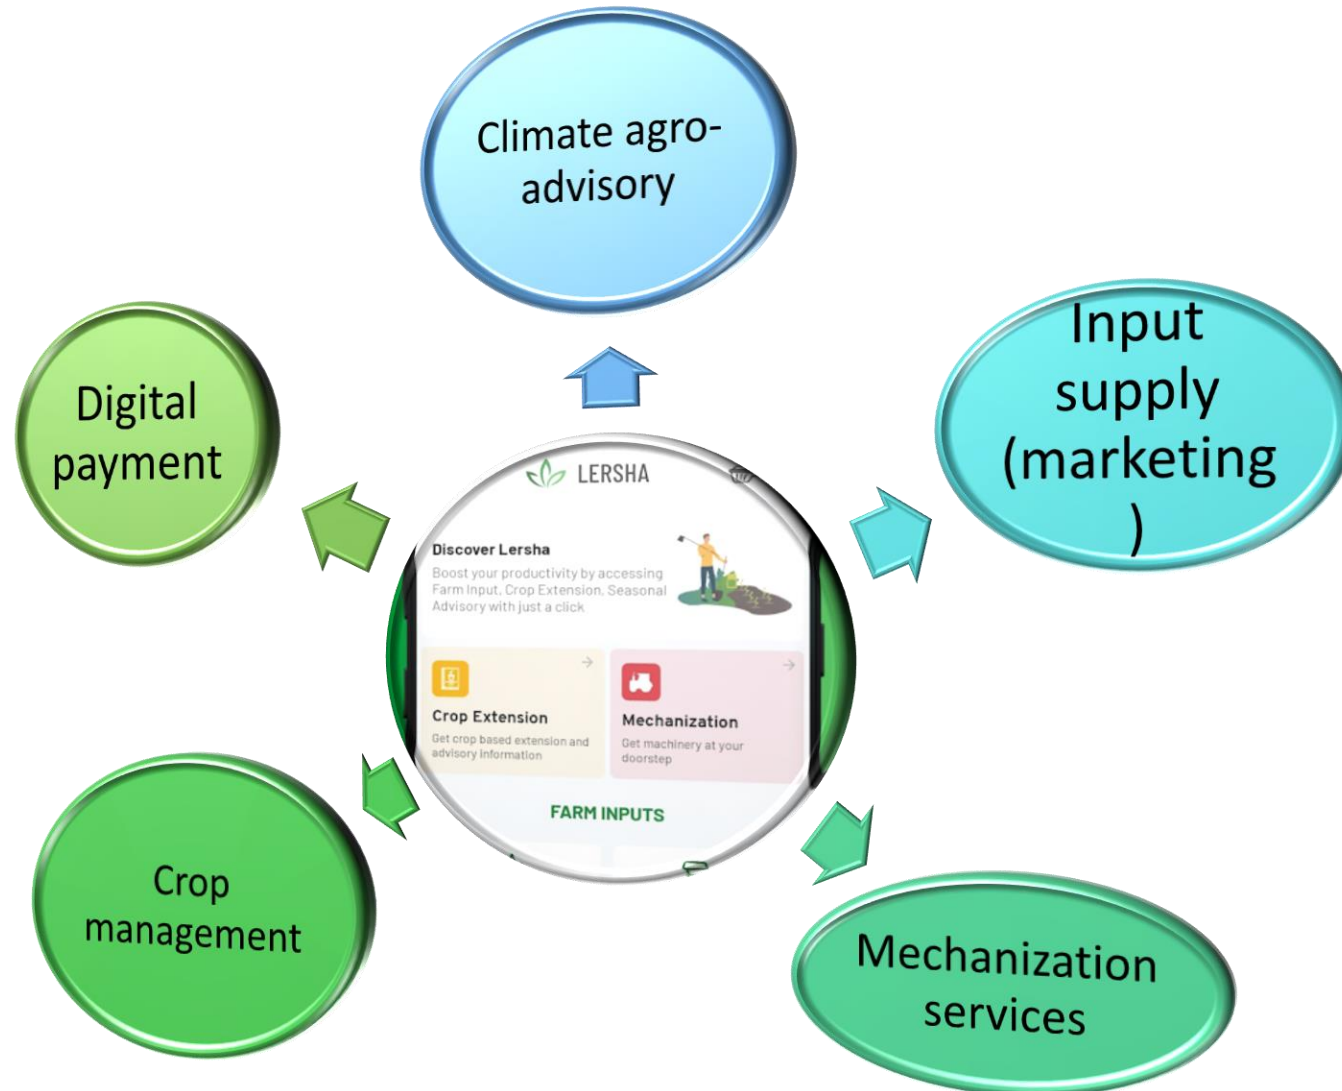 Climate agro-
advisory
Input
supply
(marketing
)
Digital
payment
LERSHA
Discover Lersha
Boost your productivity by accessing
Farm Input, Crop Extension, Seasonal
Advisory with just a click
Crop Extension
Get crop based extension and
advisory information
Mechanization
Get machinery at your
doorstep
FARM INPUTS
Crop
management
Mechanization
services